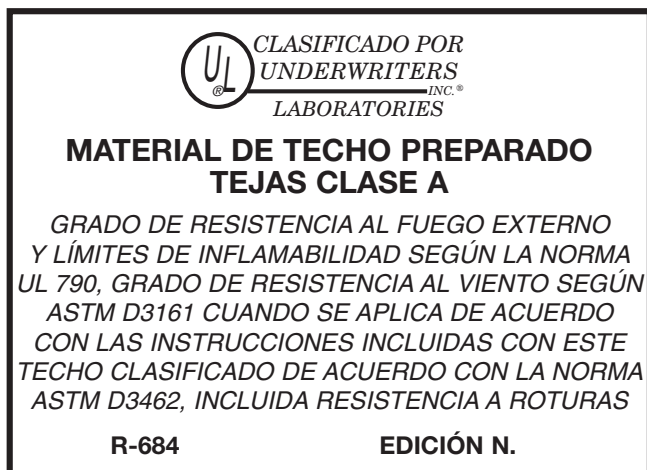 UL
®
CLASIFICADO POR
UNDERWRITERS
INC.®
LABORATORIES
MATERIAL DE TECHO PREPARADO
TEJAS CLASE A
GRADO DE RESISTENCIA AL FUEGO EXTERNO
Y LÍMITES DE INFLAMABILIDAD SEGÚN LA NORMA
UL 790, GRADO DE RESISTENCIA AL VIENTO SEGÚN
ASTM D3161 CUANDO SE APLICA DE ACUERDO
CON LAS INSTRUCCIONES INCLUIDAS CON ESTE
TECHO CLASIFICADO DE ACUERDO CON LA NORMA
ASTM D3462, INCLUIDA RESISTENCIA A ROTURAS
R-684 EDICIÓN N.